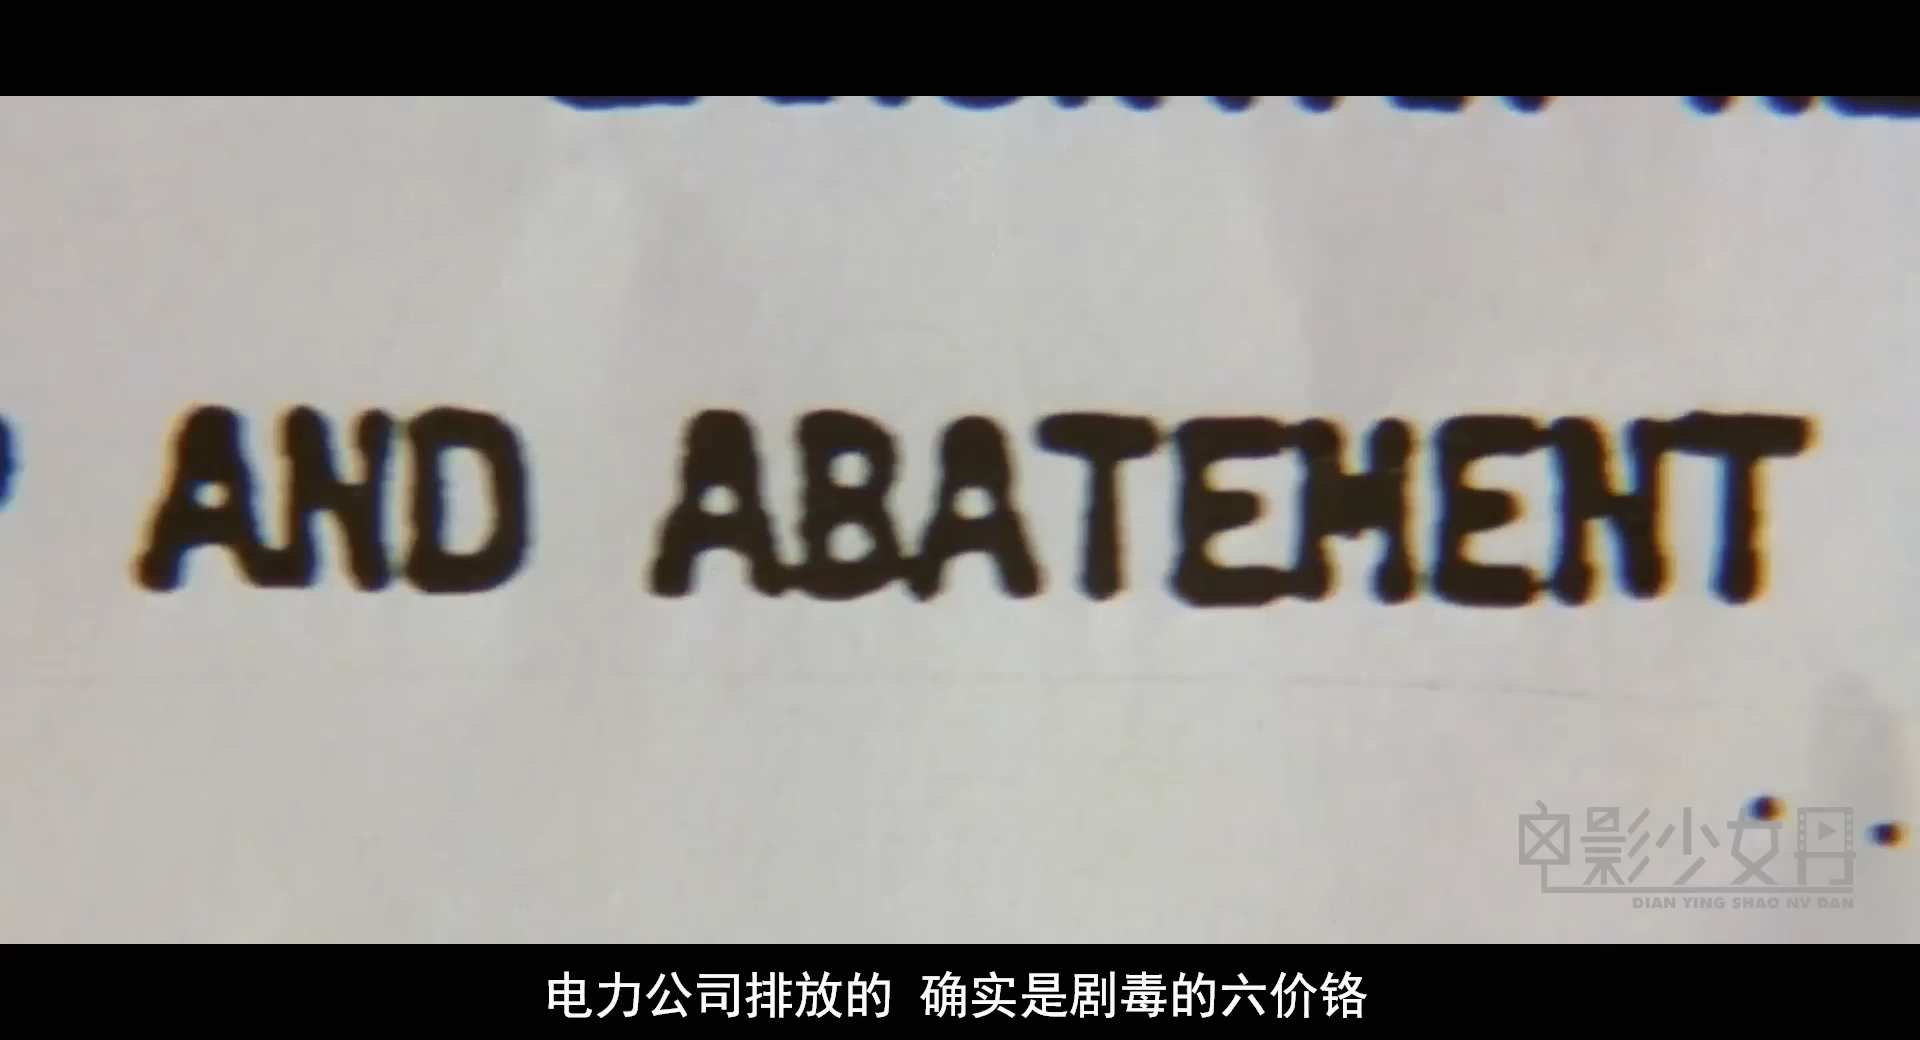 AND ABATEMENT
电影少女丹
DIAN YING SHAO NV DAN
电力公司排放的 确实是剧毒的六价铬